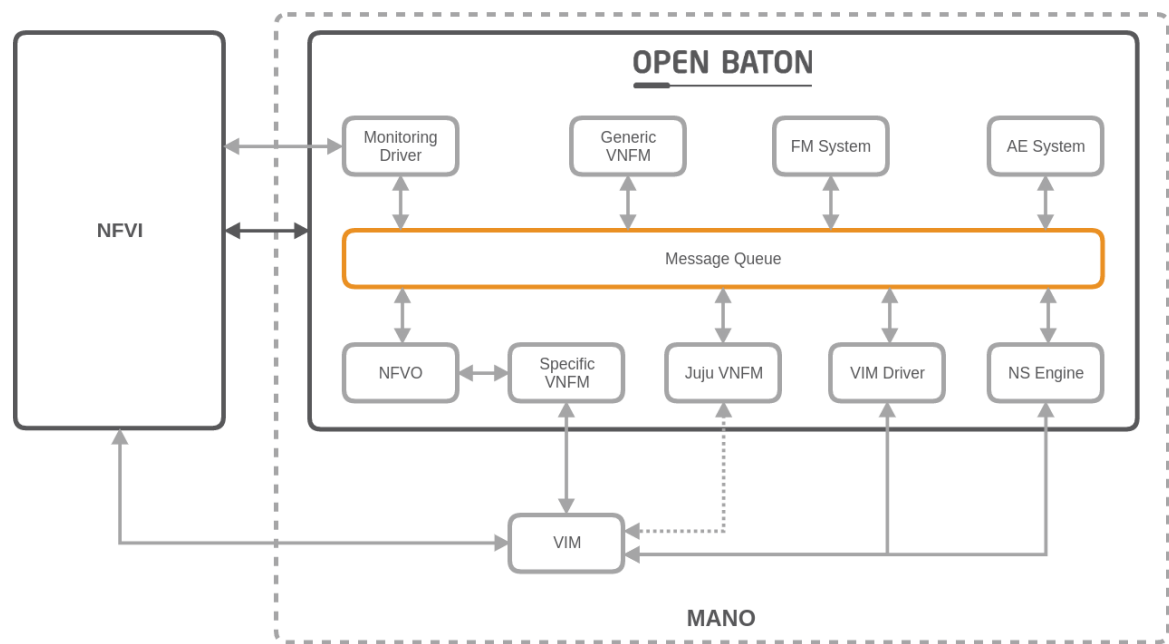 OPEN BATON
Monitoring
Driver
Generic
VNFM
FM System
AE System
NFVI
Message Queue
NFVO
Specific
VNFM
Juju VNFM
VIM Driver
NS Engine
VIM
MANO